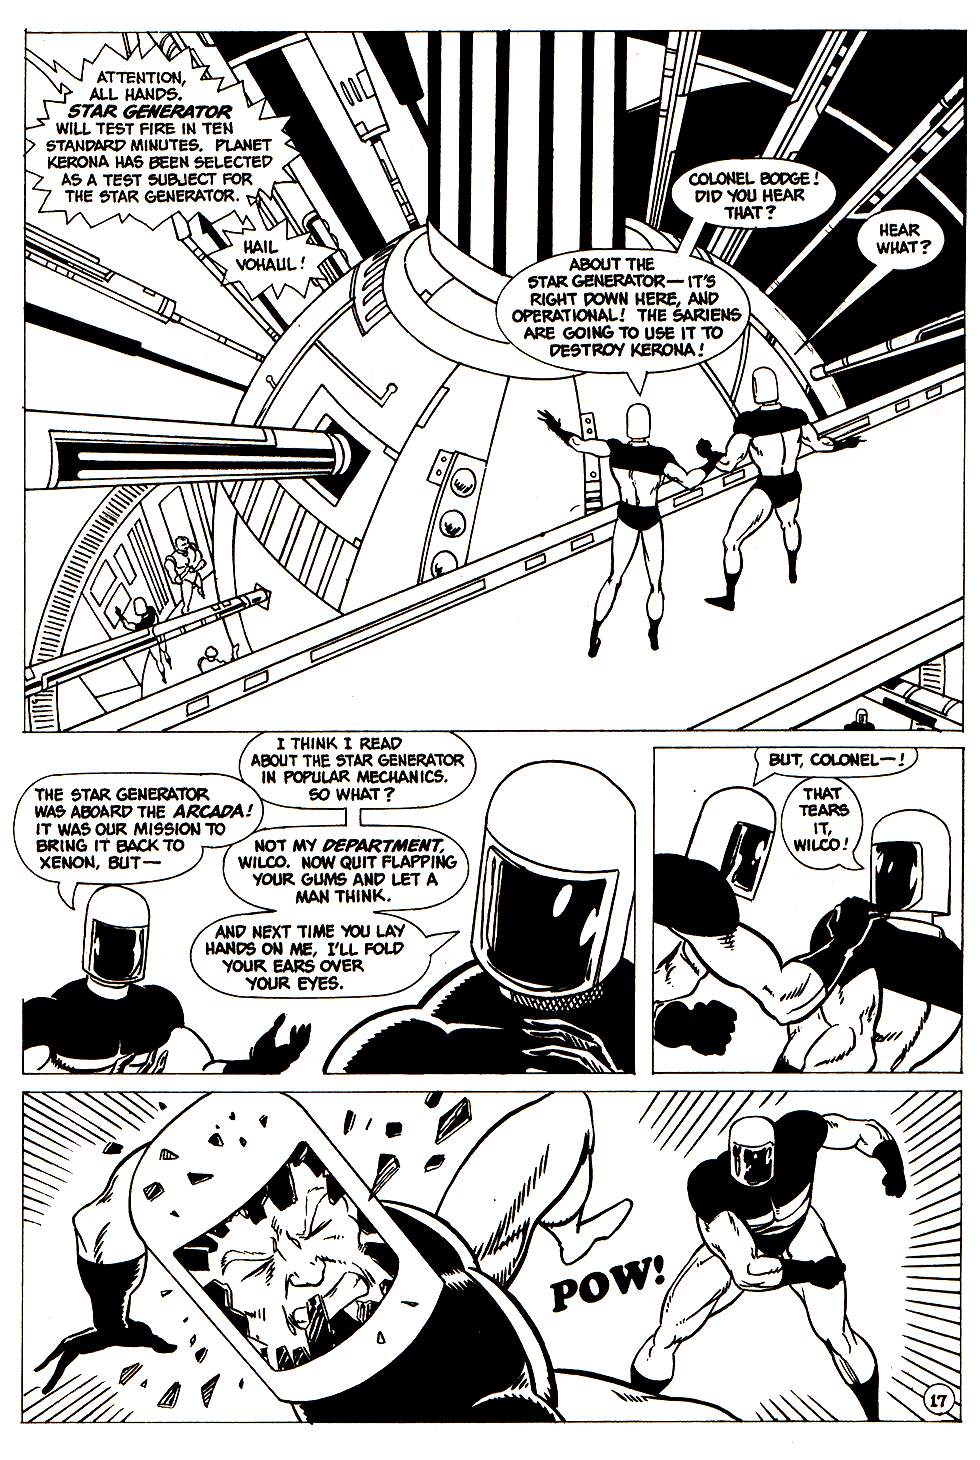 ATTENTION,
ALL HANDS.
STAR GENERATOR
WILL TEST FIRE IN TEN
STANDARD MINUTES. PLANET
KERONA HAS BEEN SELECTED
AS A TEST SUBJECT FOR
THE STAR GENERATOR.
HAIL
VOHAUL!
COLONEL BODGE!
DID YOU HEAR
THAT?
HEAR
WHAT?
ABOUT THE
STAR GENERATOR—IT'S
RIGHT DOWN HERE, AND
OPERATIONAL! THE SARIENS
ARE GOING TO USE IT TO
DESTROY KERONA!
THE STAR GENERATOR
WAS ABOARD THE ARCADA!
IT WAS OUR MISSION TO
BRING IT BACK TO
XENON, BUT—
I THINK I READ
ABOUT THE STAR GENERATOR
IN POPULAR MECHANICS.
SO WHAT?
NOT MY DEPARTMENT,
WILCO. NOW QUIT FLAPPING
YOUR GUMS AND LET A
MAN THINK.
AND NEXT TIME YOU LAY
HANDS ON ME, I'LL FOLD
YOUR EARS OVER
YOUR EYES.
BUT, COLONEL—!
THAT
TEARS
IT,
WILCO!
POW!
17